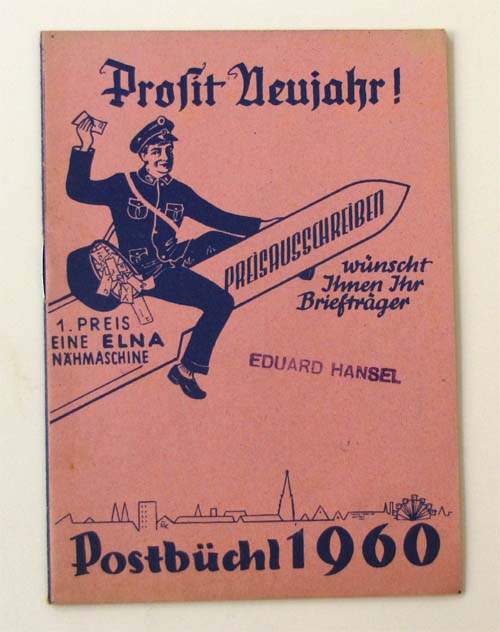 Prosit Neujahr!
PREISAUSSCHREIBEN
wünscht
Ihnen Ihr
Briefträger
1. PREIS
EINE ELNA
NÄHMASCHINE
EDUARD HANSEL
Postbüchl 1960